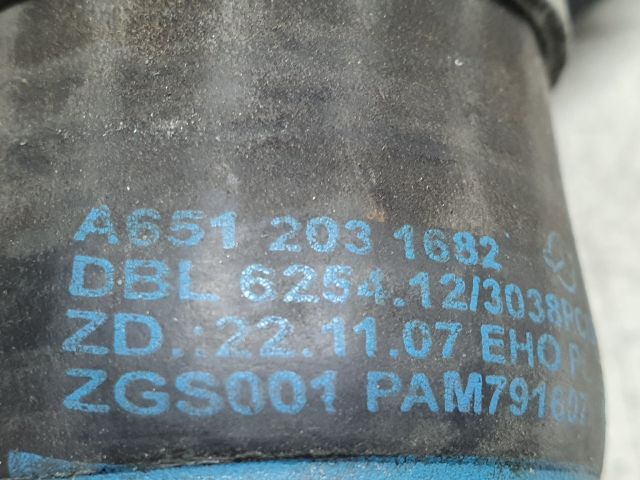 A651 203 1682
DBL 6254.12/3038
ZD.:22.11.07 EHO
ZGS001 PAM791607